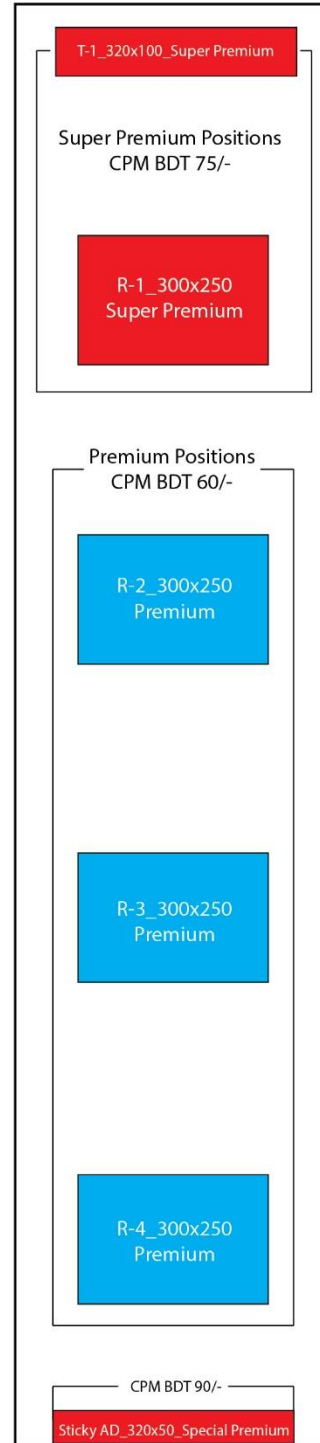 T-1_320x100_Super Premium
Super Premium Positions
CPM BDT 75/-
R-1_300x250
Super Premium
Premium Positions
CPM BDT 60/-
R-2_300x250
Premium
R-3_300x250
Premium
R-4_300x250
Premium
CPM BDT 90/-
Sticky AD_320x50_Special Premium